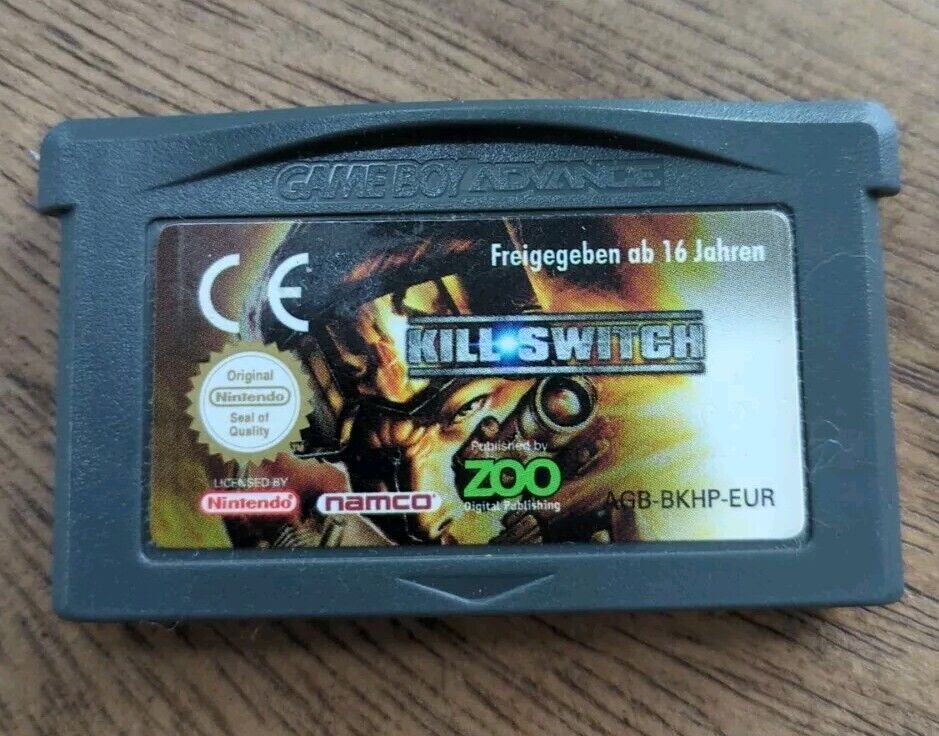 GAME BOY ADVANCE
Freigegeben ab 16 Jahren
CE
KILL.SWITCH
Original
Nintendo
Seal of
Quality
TM
Published by
ZOO
Digital Publishing
LICENSED BY
Nintendo
namco
AGB-BKHP-EUR